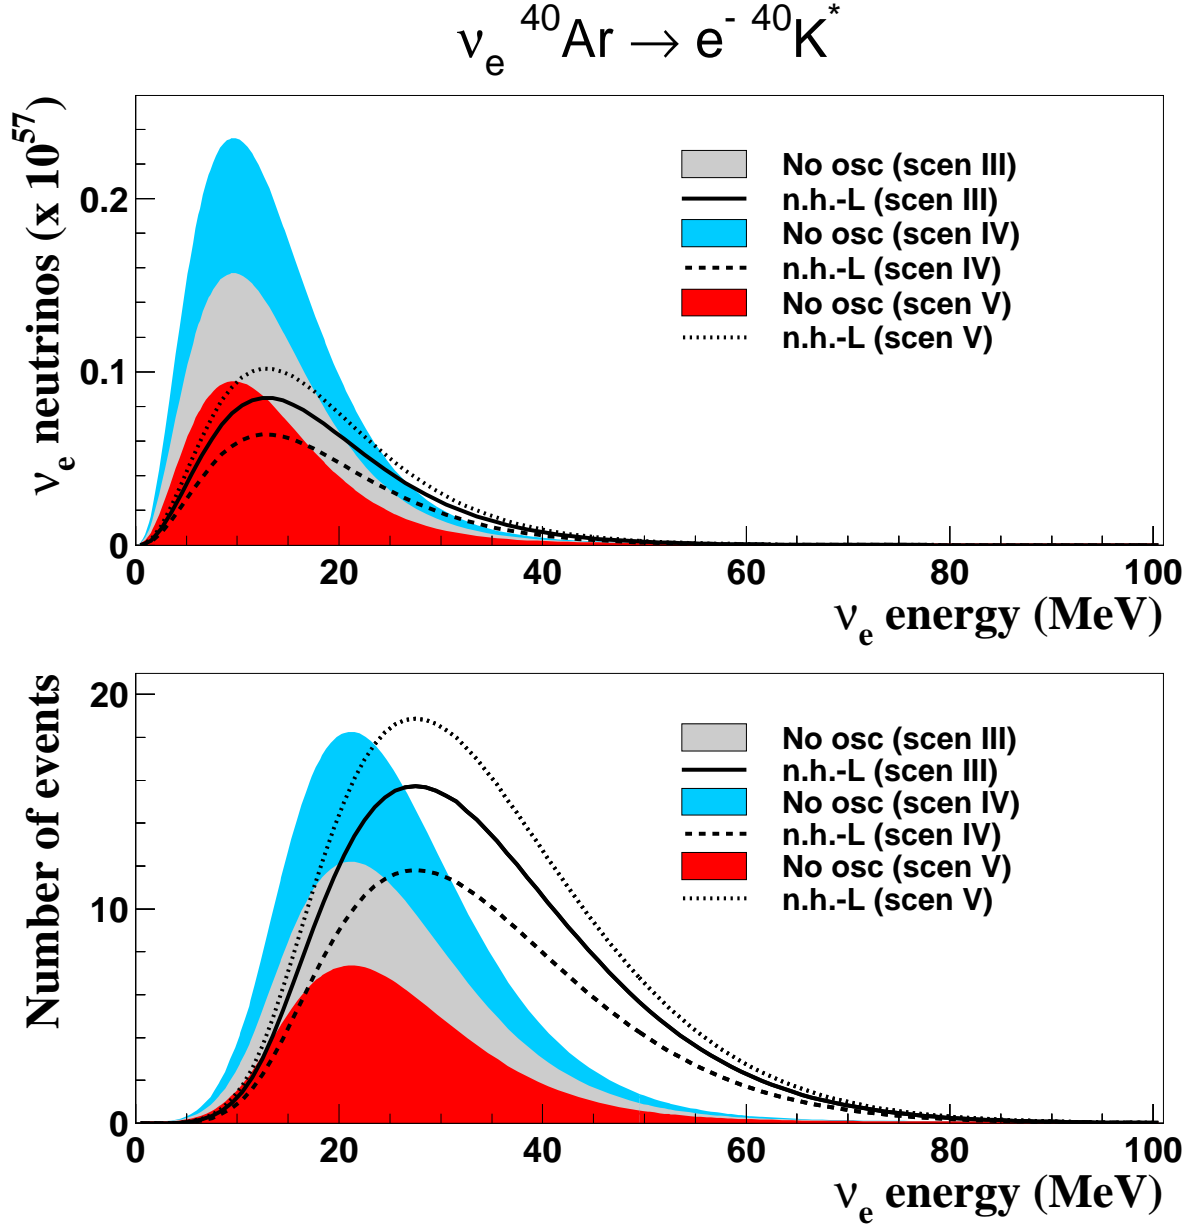 νe 40Ar → e- 40K*
νe neutrinos (x 10^57)
0.2
0.1
0
No osc (scen III)
n.h.-L (scen III)
No osc (scen IV)
n.h.-L (scen IV)
No osc (scen V)
n.h.-L (scen V)
0 20 40 60 80 100
νe energy (MeV)
Number of events
20
10
0
No osc (scen III)
n.h.-L (scen III)
No osc (scen IV)
n.h.-L (scen IV)
No osc (scen V)
n.h.-L (scen V)
0 20 40 60 80 100
νe energy (MeV)